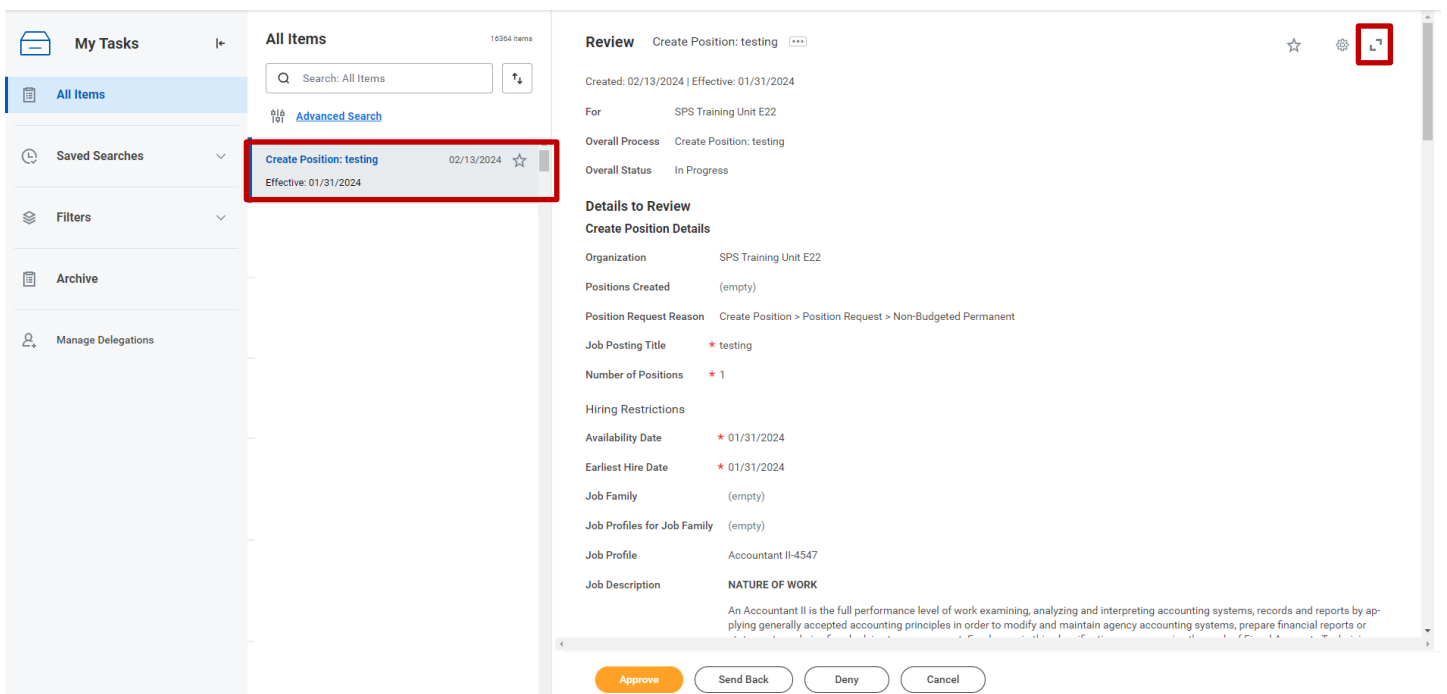 My Tasks
All Items
Saved Searches
Filters
Archive
Manage Delegations
All Items
16364 items
Search: All Items
Advanced Search
Create Position: testing 02/13/2024
Effective: 01/31/2024
Review Create Position: testing
Created: 02/13/2024 | Effective: 01/31/2024
For SPS Training Unit E22
Overall Process Create Position: testing
Overall Status In Progress
Details to Review
Create Position Details
Organization SPS Training Unit E22
Positions Created (empty)
Position Request Reason Create Position > Position Request > Non-Budgeted Permanent
Job Posting Title * testing
Number of Positions * 1
Hiring Restrictions
Availability Date * 01/31/2024
Earliest Hire Date * 01/31/2024
Job Family (empty)
Job Profiles for Job Family (empty)
Job Profile Accountant II-4547
Job Description NATURE OF WORK
An Accountant II is the full performance level of work examining, analyzing and interpreting accounting systems, records and reports by ap-
plying generally accepted accounting principles in order to modify and maintain agency accounting systems, prepare financial reports or
Approve Send Back Deny Cancel